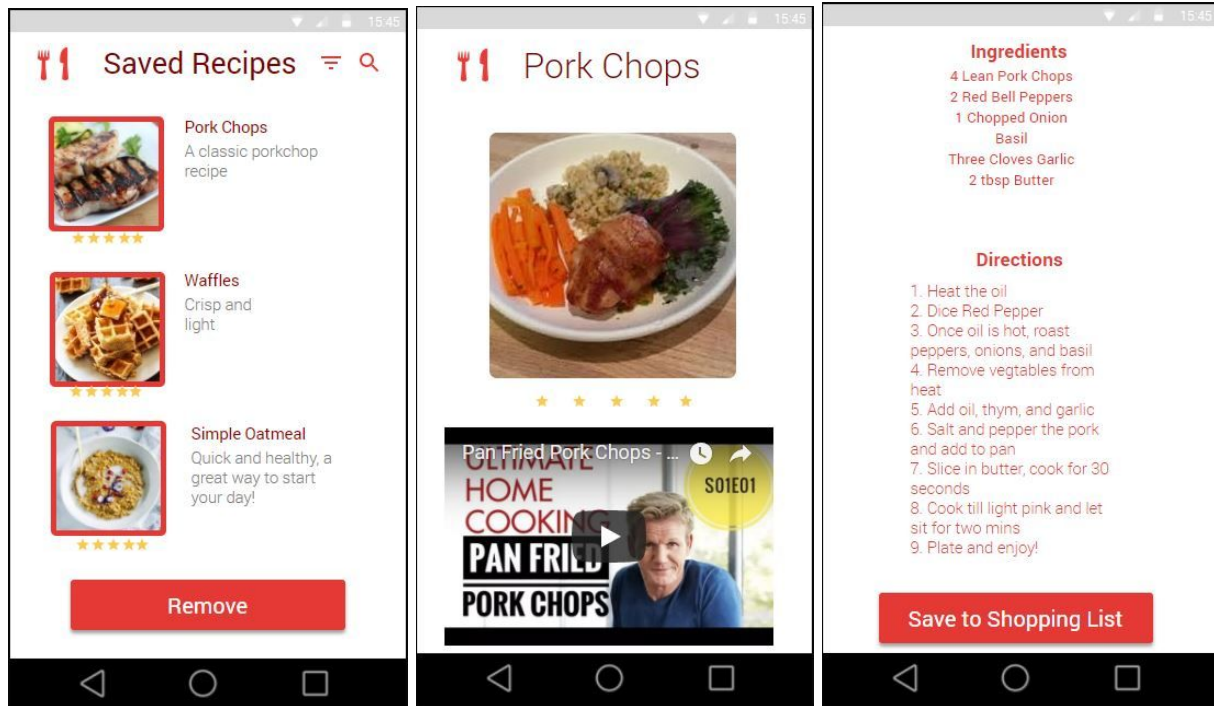 15:45
Saved Recipes
Pork Chops
A classic porkchop
recipe
Waffles
Crisp and
light
Simple Oatmeal
Quick and healthy, a
great way to start
your day!
Remove
15:45
Pork Chops
Pan Fried Pork Chops - ...
ULTIMATE
HOME
COOKING
S01E01
PAN FRIED
PORK CHOPS
15:45
Ingredients
4 Lean Pork Chops
2 Red Bell Peppers
1 Chopped Onion
Basil
Three Cloves Garlic
2 tbsp Butter
Directions
1. Heat the oil
2. Dice Red Pepper
3. Once oil is hot, roast
peppers, onions, and basil
4. Remove vegtables from
heat
5. Add oil, thym, and garlic
6. Salt and pepper the pork
and add to pan
7. Slice in butter, cook for 30
seconds
8. Cook till light pink and let
sit for two mins
9. Plate and enjoy!
Save to Shopping List